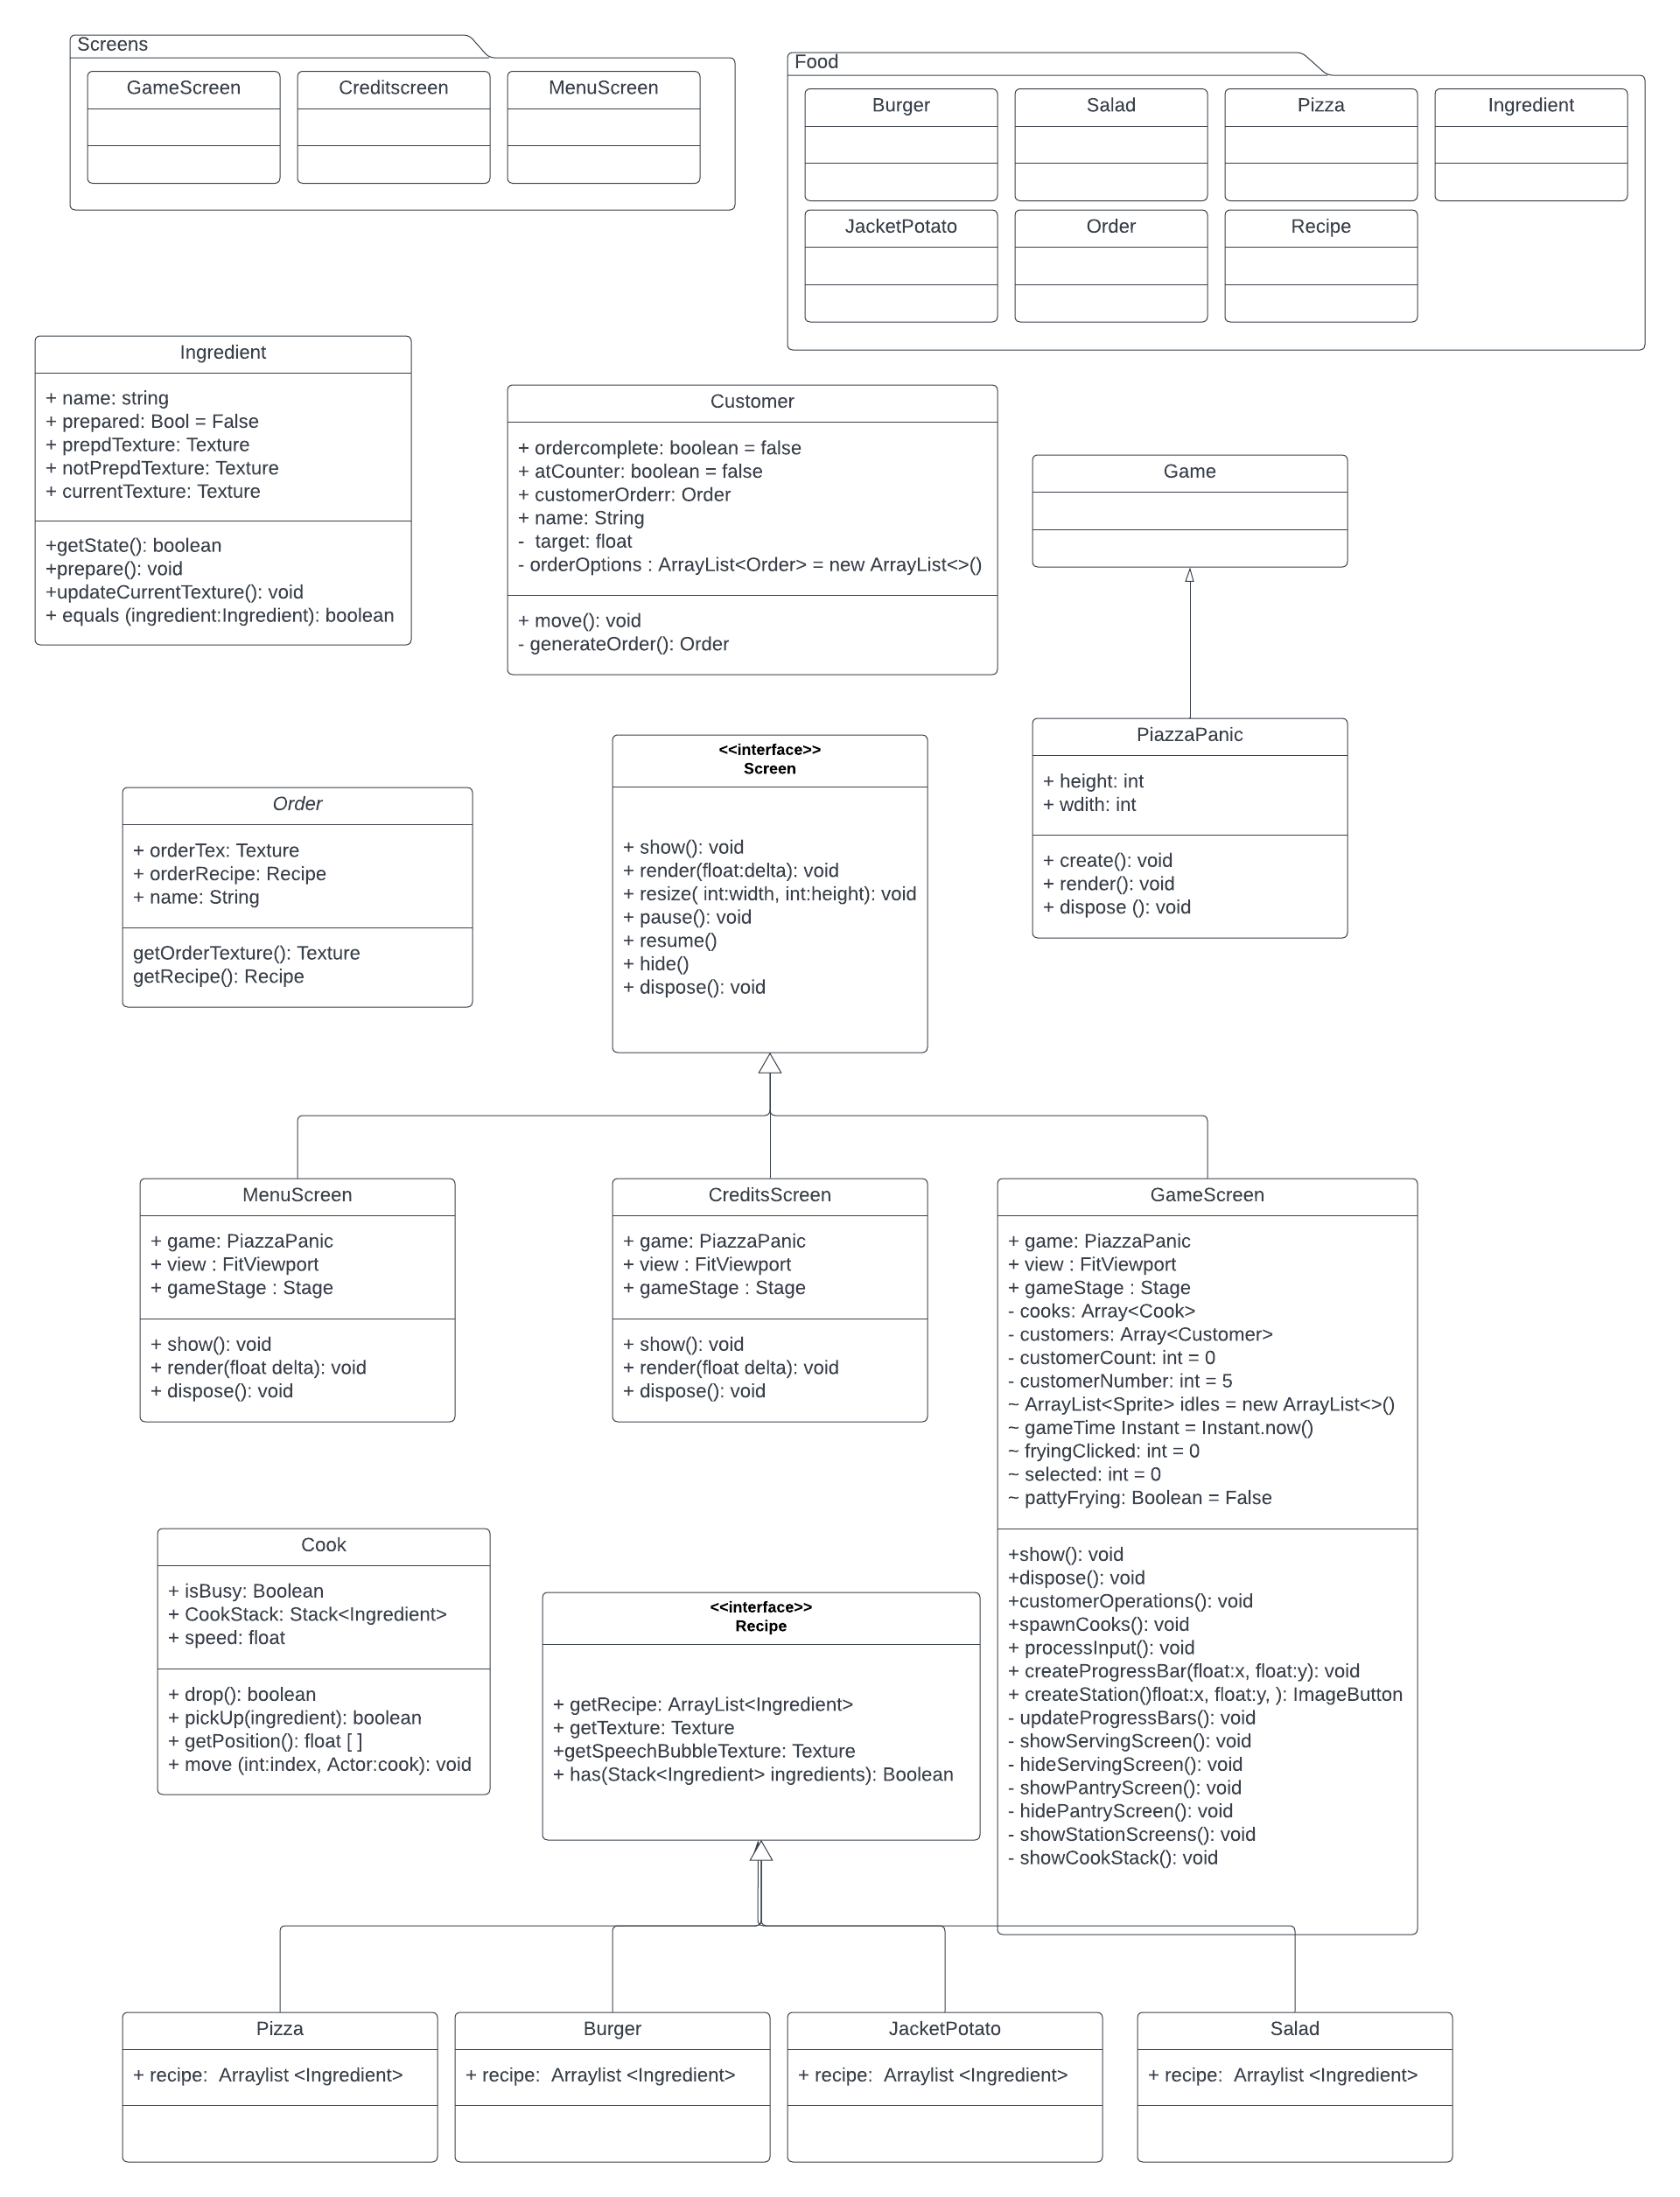 Screens
GameScreen
Creditscreen
MenuScreen
Food
Burger
Salad
Pizza
Ingredient
JacketPotato
Order
Recipe
Ingredient
+ name: string
+ prepared: Bool = False
+ prepdTexture: Texture
+ notPrepdTexture: Texture
+ currentTexture: Texture
+getState(): boolean
+prepare(): void
+updateCurrentTexture(): void
+ equals (ingredient:Ingredient): boolean
Customer
+ ordercomplete: boolean = false
+ atCounter: boolean = false
+ customerOrderr: Order
+ name: String
-  target: float
- orderOptions : ArrayList<Order> = new ArrayList<>()
+ move(): void
- generateOrder(): Order
Game
PiazzaPanic
+ height: int
+ wdith: int
+ create(): void
+ render(): void
+ dispose (): void
<<interface>>
Screen
+ show(): void
+ render(float:delta): void
+ resize( int:width, int:height): void
+ pause(): void
+ resume()
+ hide()
+ dispose(): void
Order
+ orderTex: Texture
+ orderRecipe: Recipe
+ name: String
getOrderTexture(): Texture
getRecipe(): Recipe
MenuScreen
+ game: PiazzaPanic
+ view : FitViewport
+ gameStage : Stage
+ show(): void
+ render(float delta): void
+ dispose(): void
CreditsScreen
+ game: PiazzaPanic
+ view : FitViewport
+ gameStage : Stage
+ show(): void
+ render(float delta): void
+ dispose(): void
GameScreen
+ game: PiazzaPanic
+ view : FitViewport
+ gameStage : Stage
- cooks: Array<Cook>
- customers: Array<Customer>
- customerCount: int = 0
- customerNumber: int = 5
~ ArrayList<Sprite> idles = new ArrayList<>()
~ gameTime Instant = Instant.now()
~ fryingClicked: int = 0
~ selected: int = 0
~ pattyFrying: Boolean = False
+show(): void
+dispose(): void
+customerOperations(): void
+spawnCooks(): void
+ processInput(): void
+ createProgressBar(float:x, float:y): void
+ createStation()float:x, float:y, ): ImageButton
- updateProgressBars(): void
- showServingScreen(): void
- hideServingScreen(): void
- showPantryScreen(): void
- hidePantryScreen(): void
- showStationScreens(): void
- showCookStack(): void
Cook
+ isBusy: Boolean
+ CookStack: Stack<Ingredient>
+ speed: float
+ drop(): boolean
+ pickUp(ingredient): boolean
+ getPosition(): float [ ]
+ move (int:index, Actor:cook): void
<<interface>>
Recipe
+ getRecipe: ArrayList<Ingredient>
+ getTexture: Texture
+getSpeechBubbleTexture: Texture
+ has(Stack<Ingredient> ingredients): Boolean
Pizza
+ recipe:  Arraylist <Ingredient>
Burger
+ recipe:  Arraylist <Ingredient>
JacketPotato
+ recipe:  Arraylist <Ingredient>
Salad
+ recipe:  Arraylist <Ingredient>